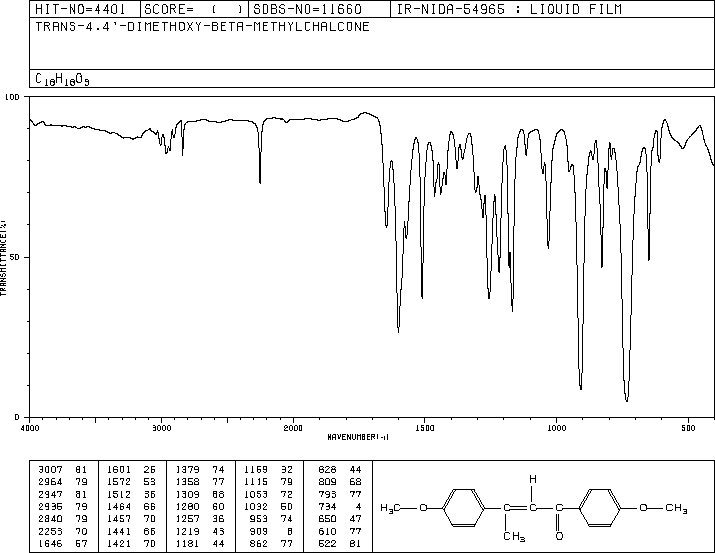 HIT-NO=4401 SCORE= ( ) SDBS-NO=11660 IR-NIDA-54965 : LIQUID FILM
TRANS-4,4'-DIMETHOXY-BETA-METHYLCHALCONE
C18H18O3
100
50
0
TRANSMITTANCE(%)
4000 3000 2000 1500 1000 500
WAVENUMBER(-1)
3007 81 1601 26 1379 74 1169 32 828 44
2964 79 1572 53 1358 77 1115 79 809 68
2947 81 1512 36 1309 68 1053 72 793 77
2935 79 1464 66 1280 60 1032 50 734 4
2840 79 1457 70 1257 36 953 74 650 47
2253 70 1441 66 1219 43 909 8 610 77
1646 57 1421 70 1181 44 862 77 522 81
H
H3C O O CH3
CH3 O